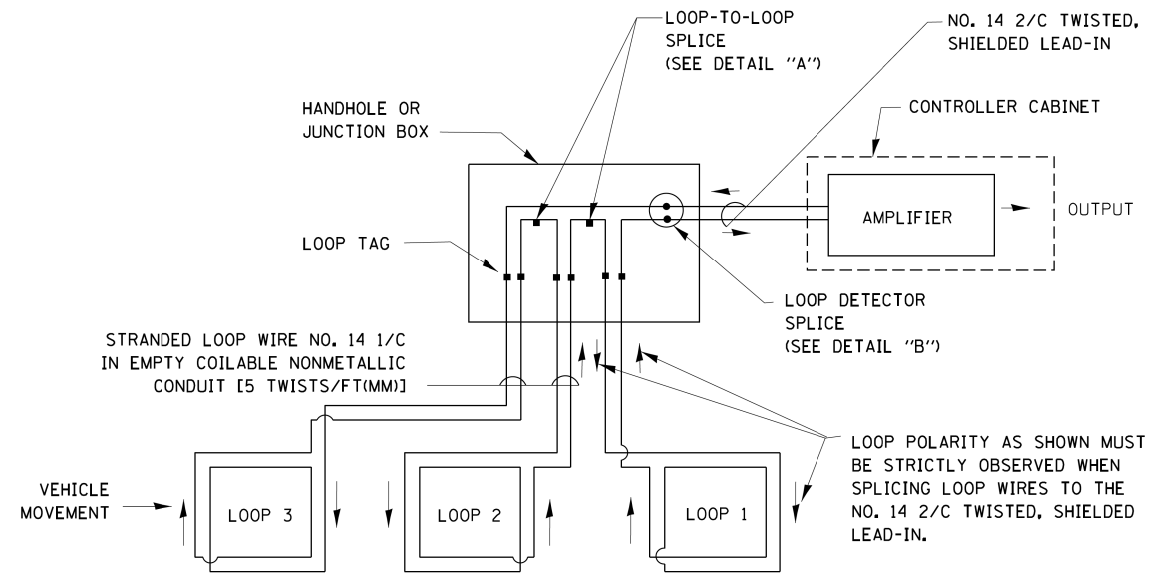 LOOP-TO-LOOP
SPLICE
(SEE DETAIL "A")
NO. 14 2/C TWISTED,
SHIELDED LEAD-IN
HANDHOLE OR
JUNCTION BOX
CONTROLLER CABINET
AMPLIFIER
OUTPUT
LOOP TAG
LOOP DETECTOR
SPLICE
(SEE DETAIL "B")
STRANDED LOOP WIRE NO. 14 1/C
IN EMPTY COILABLE NONMETALLIC
CONDUIT [5 TWISTS/FT(MM)]
LOOP POLARITY AS SHOWN MUST
BE STRICTLY OBSERVED WHEN
SPLICING LOOP WIRES TO THE
NO. 14 2/C TWISTED, SHIELDED
LEAD-IN.
VEHICLE
MOVEMENT
LOOP 3
LOOP 2
LOOP 1